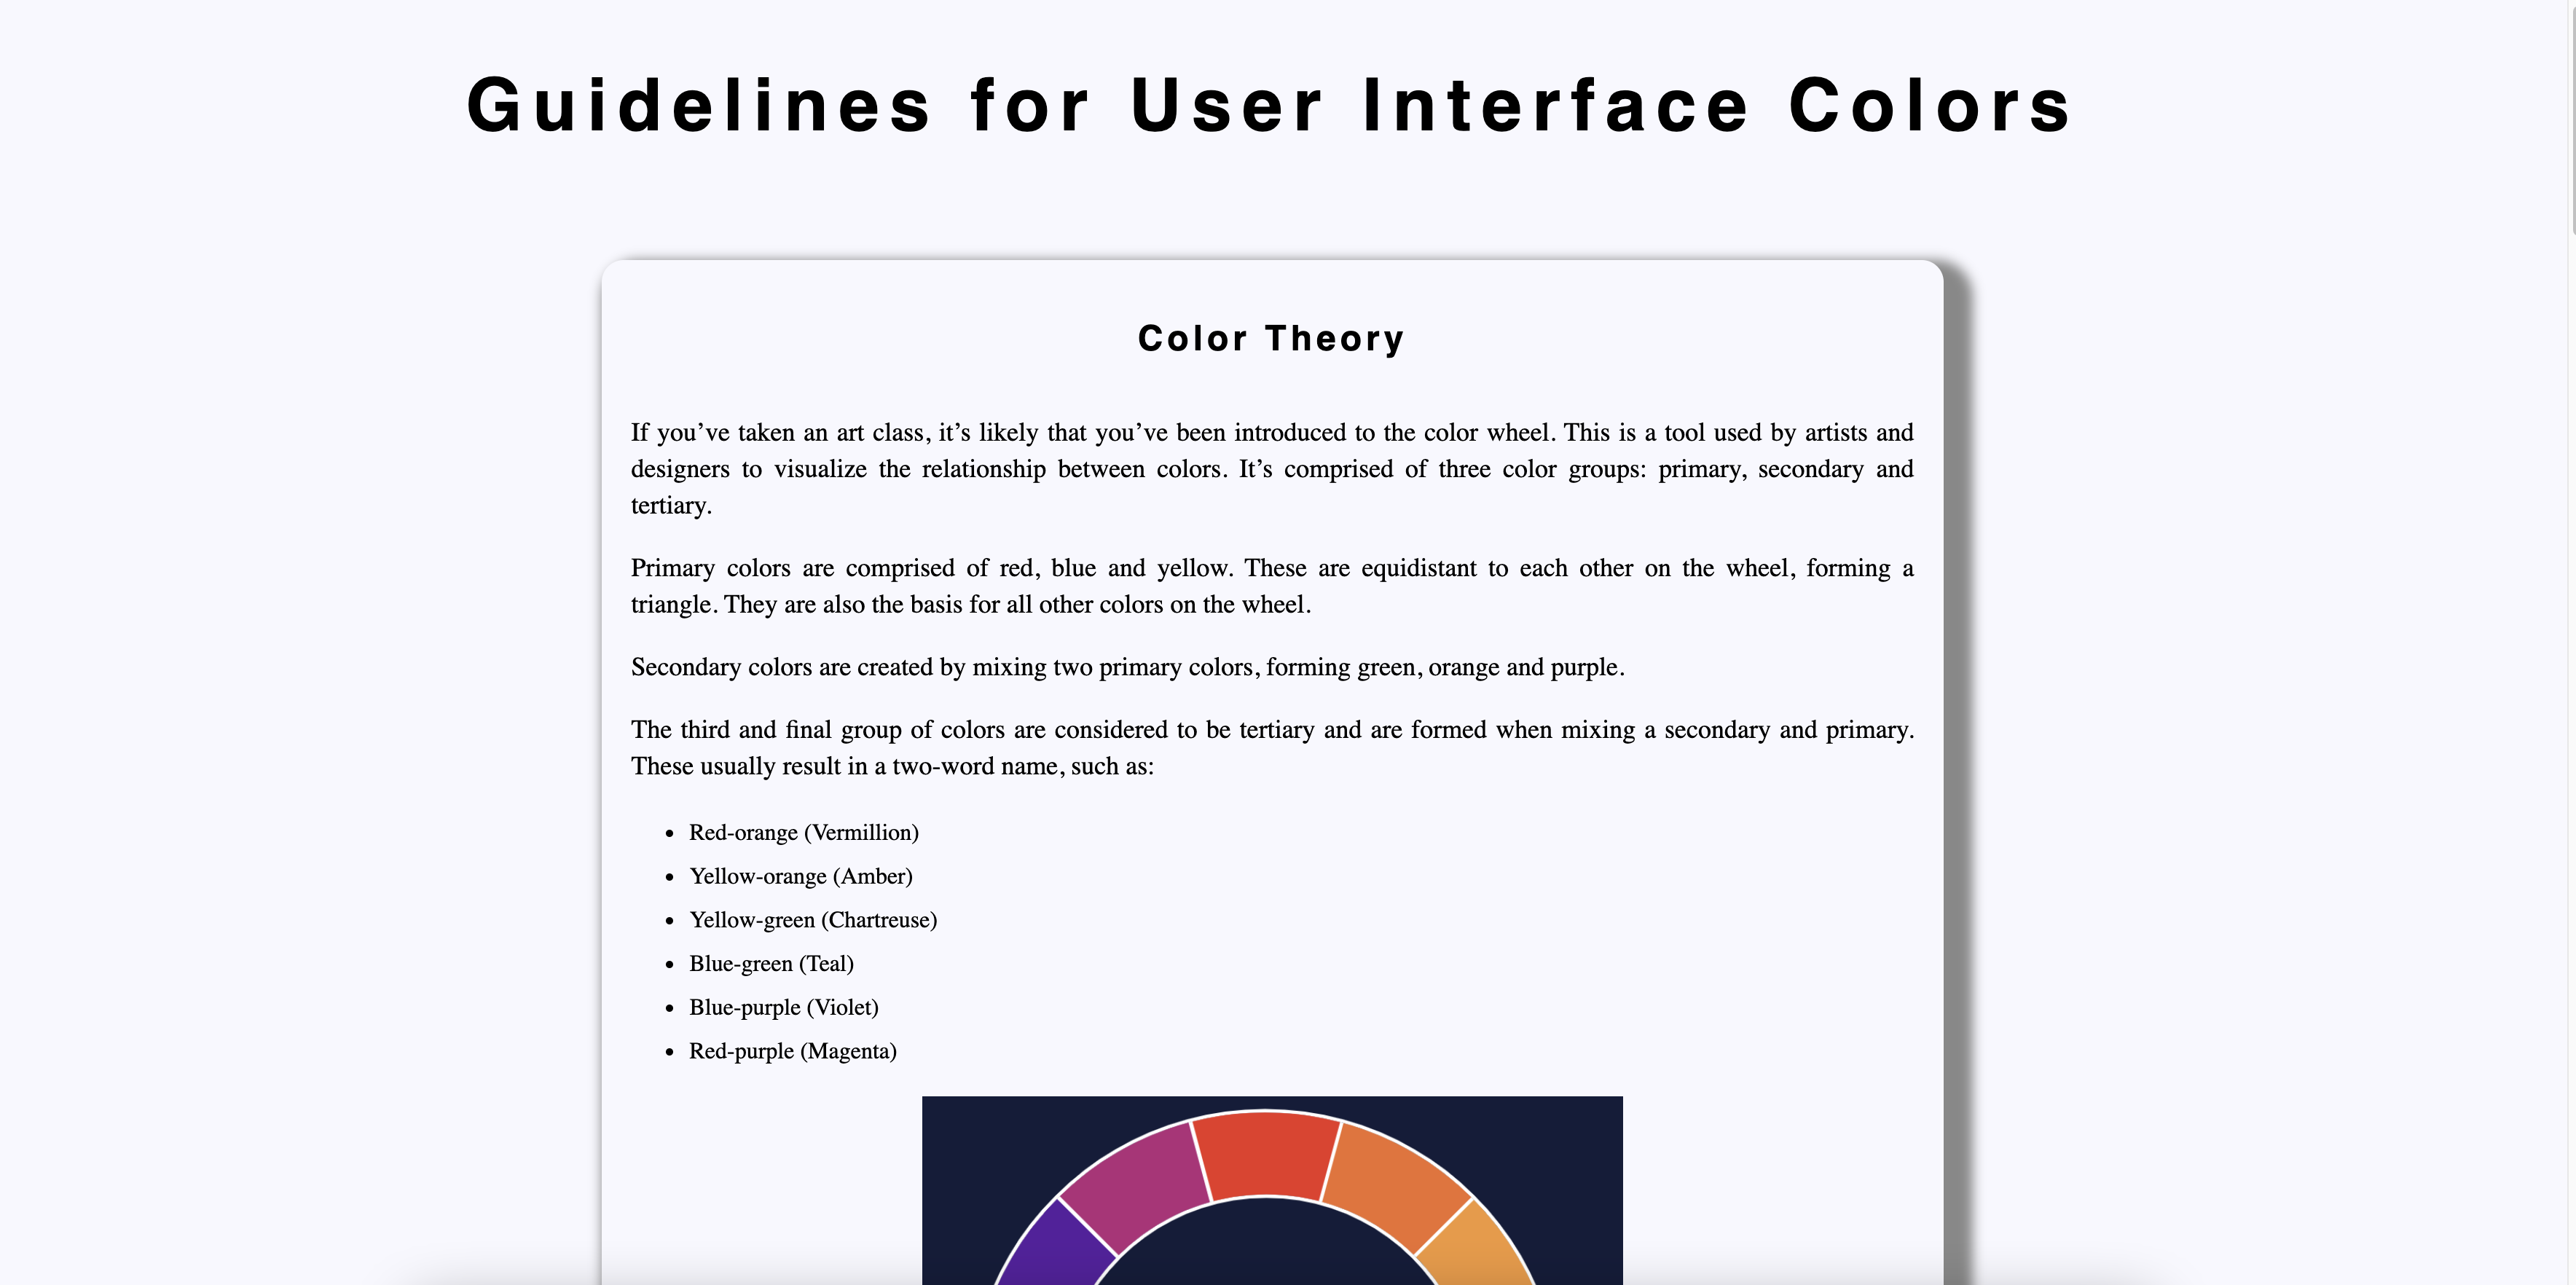 Guidelines for User Interface Colors
Color Theory
If you’ve taken an art class, it’s likely that you’ve been introduced to the color wheel. This is a tool used by artists and
designers to visualize the relationship between colors. It’s comprised of three color groups: primary, secondary and
tertiary.
Primary colors are comprised of red, blue and yellow. These are equidistant to each other on the wheel, forming a
triangle. They are also the basis for all other colors on the wheel.
Secondary colors are created by mixing two primary colors, forming green, orange and purple.
The third and final group of colors are considered to be tertiary and are formed when mixing a secondary and primary.
These usually result in a two-word name, such as:
• Red-orange (Vermillion)
• Yellow-orange (Amber)
• Yellow-green (Chartreuse)
• Blue-green (Teal)
• Blue-purple (Violet)
• Red-purple (Magenta)